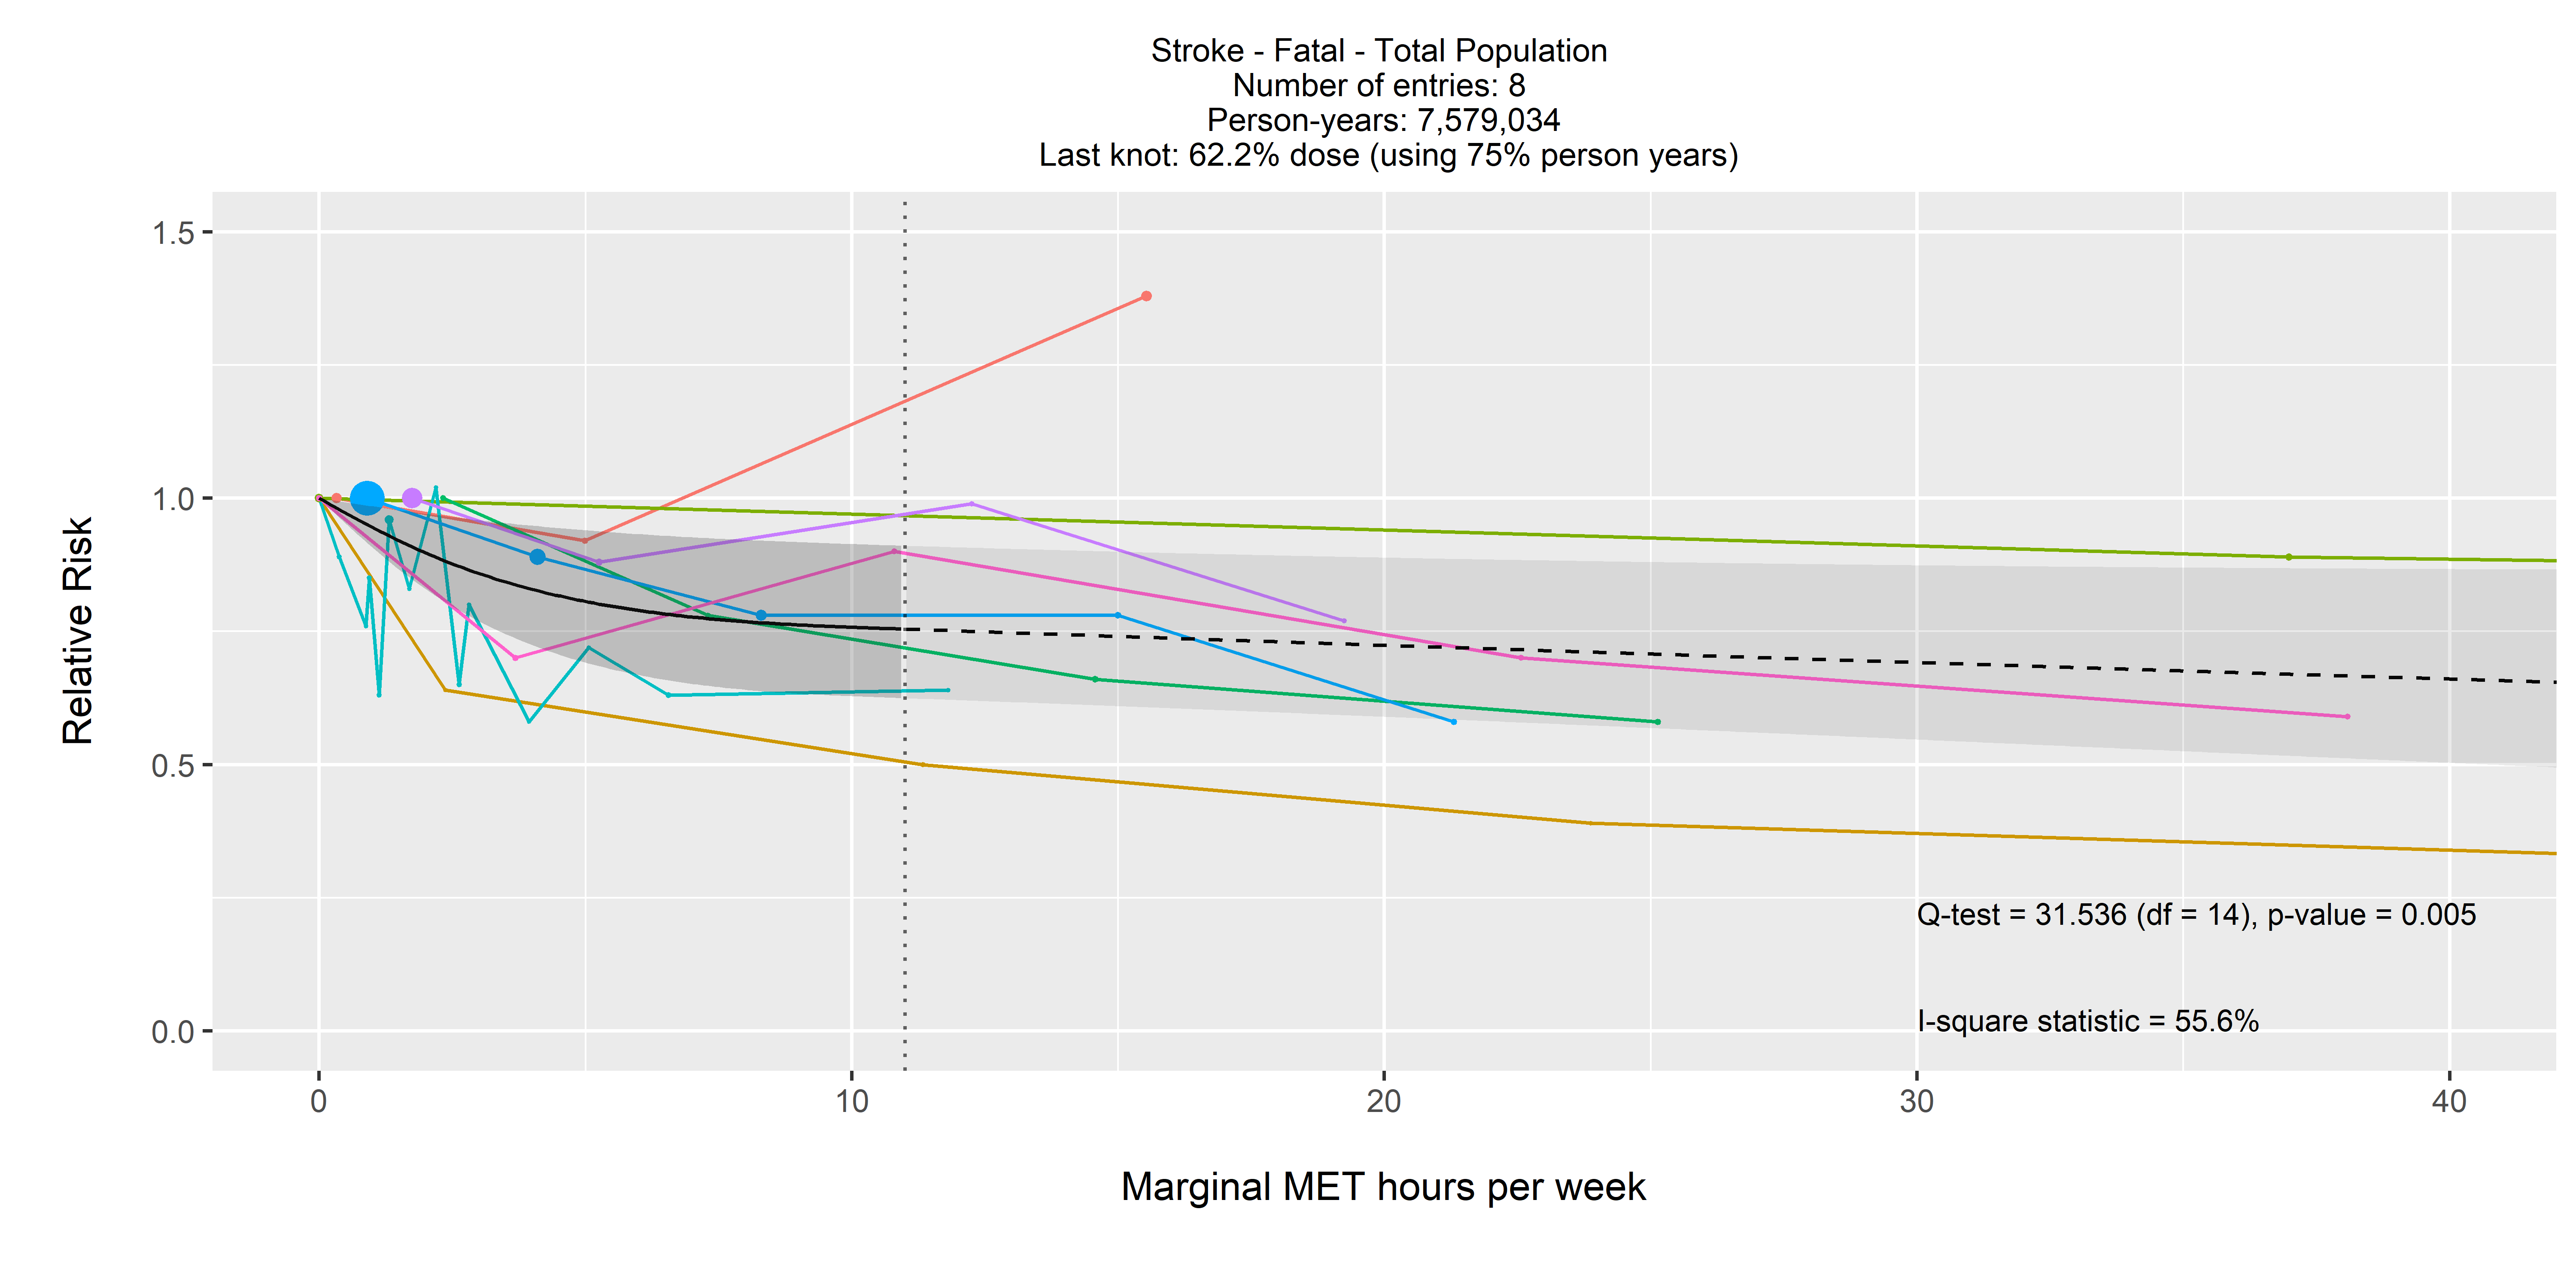 Stroke - Fatal - Total Population
Number of entries: 8
Person-years: 7,579,034
Last knot: 62.2% dose (using 75% person years)
1.5
1.0
0.5
0.0
Relative Risk
Q-test = 31.536 (df = 14), p-value = 0.005
I-square statistic = 55.6%
0 10 20 30 40
Marginal MET hours per week